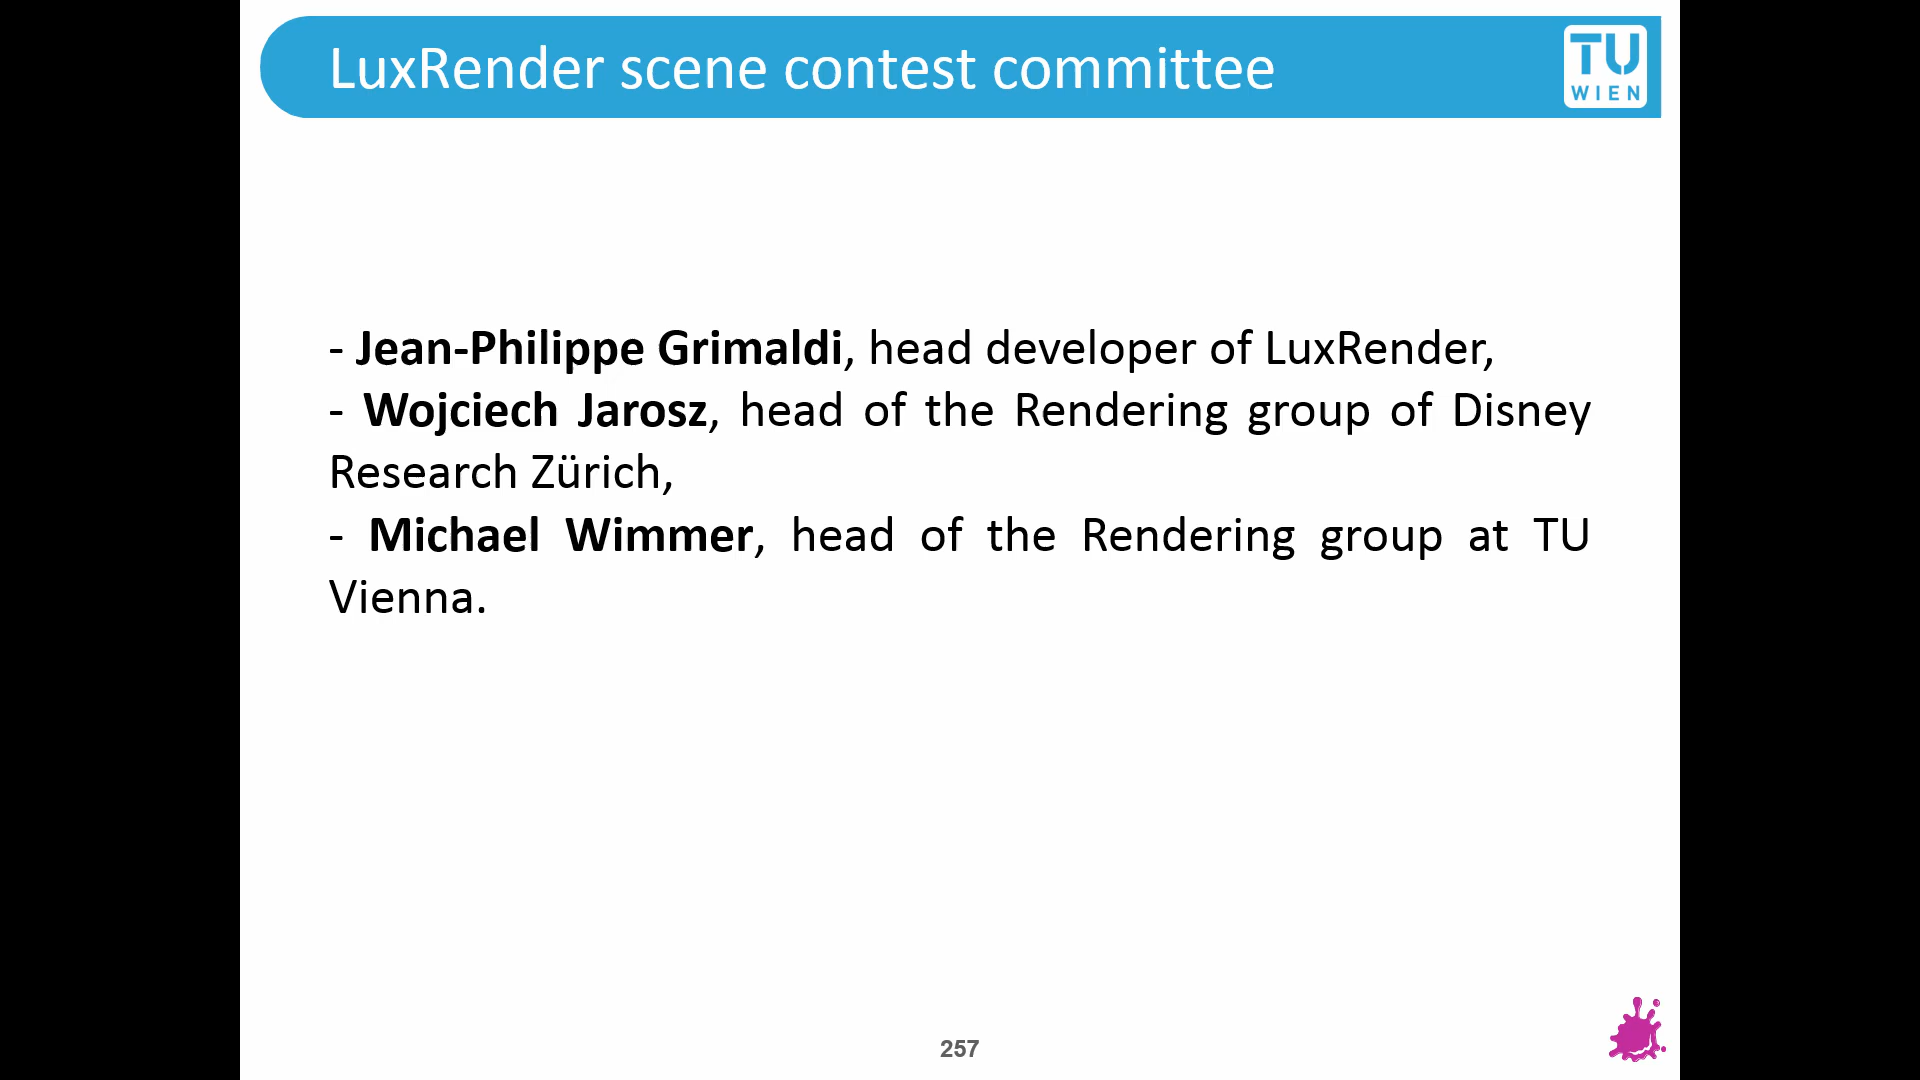 LuxRender scene contest committee
TU
WIEN
- Jean-Philippe Grimaldi, head developer of LuxRender,
- Wojciech Jarosz, head of the Rendering group of Disney
Research Zürich,
- Michael Wimmer, head of the Rendering group at TU
Vienna.
257